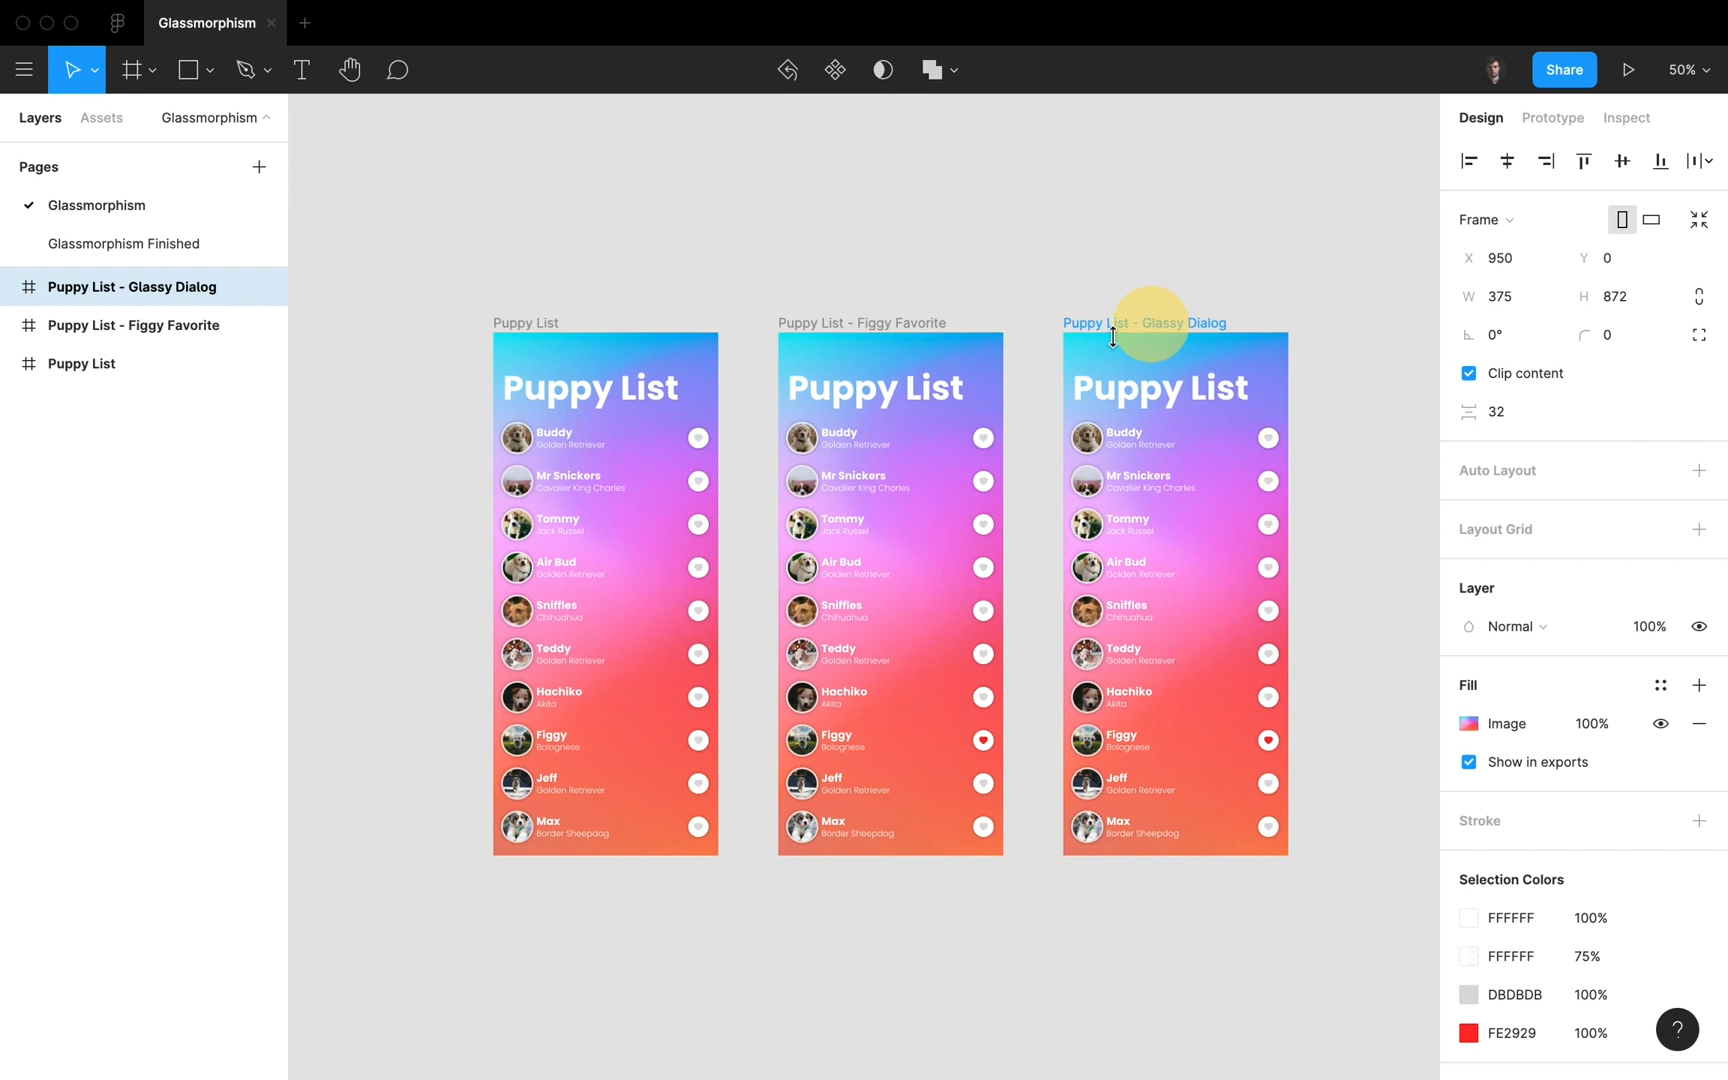 Glassmorphism
Share
50%
Layers
Assets
Glassmorphism
Pages
Glassmorphism
Glassmorphism Finished
Puppy List - Glassy Dialog
Puppy List - Figgy Favorite
Puppy List
Puppy List
Puppy List
Buddy
Golden Retriever
Mr Snickers
Cavalier King Charles
Tommy
Jack Russel
Air Bud
Golden Retriever
Sniffles
Chihuahua
Teddy
Golden Retriever
Hachiko
Akita
Figgy
Bolognese
Jeff
Golden Retriever
Max
Border Sheepdog
Puppy List - Figgy Favorite
Puppy List
Buddy
Golden Retriever
Mr Snickers
Cavalier King Charles
Tommy
Jack Russel
Air Bud
Golden Retriever
Sniffles
Chihuahua
Teddy
Golden Retriever
Hachiko
Akita
Figgy
Bolognese
Jeff
Golden Retriever
Max
Border Sheepdog
Puppy List - Glassy Dialog
Puppy List
Buddy
Golden Retriever
Mr Snickers
Cavalier King Charles
Tommy
Jack Russel
Air Bud
Golden Retriever
Sniffles
Chihuahua
Teddy
Golden Retriever
Hachiko
Akita
Figgy
Bolognese
Jeff
Golden Retriever
Max
Border Sheepdog
Design
Prototype
Inspect
Frame
X 950 Y 0
W 375 H 872
0° 0
Clip content
32
Auto Layout
Layout Grid
Layer
Normal 100%
Fill
Image 100%
Show in exports
Stroke
Selection Colors
FFFFFF 100%
FFFFFF 75%
DBDBDB 100%
FE2929 100%
?